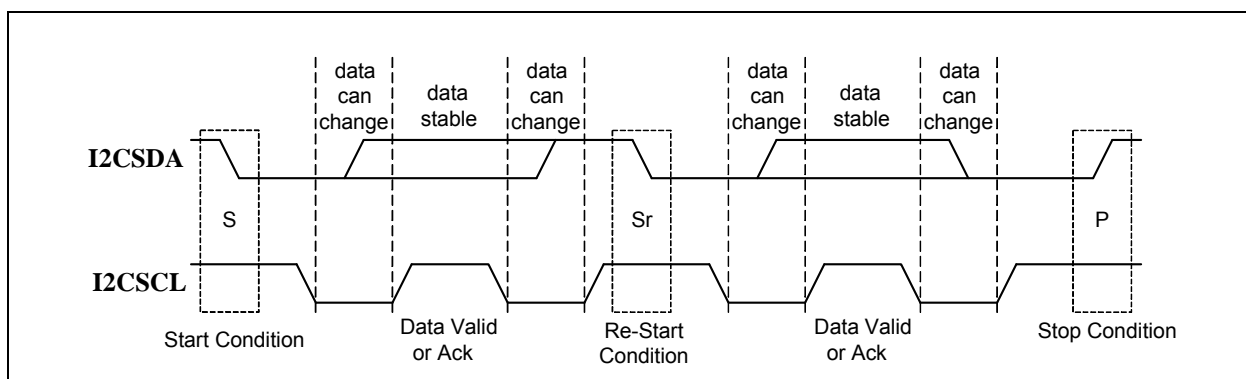 data
can
change
data
stable
data
can
change
data
can
change
data
stable
data
can
change
I2CSDA
S
Sr
P
I2CSCL
Start Condition
Data Valid
or Ack
Re-Start
Condition
Data Valid
or Ack
Stop Condition